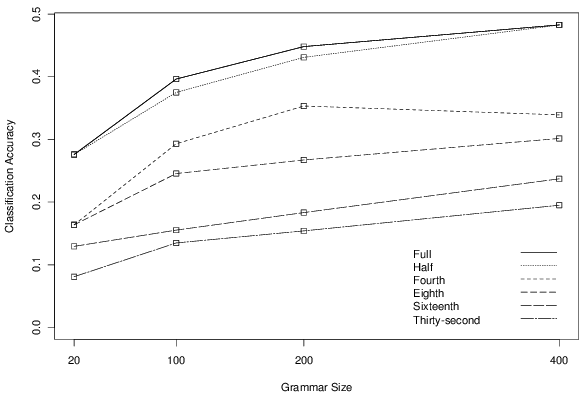 0.5
0.4
0.3
0.2
0.1
0.0
Classification Accuracy
Full
Half
Fourth
Eighth
Sixteenth
Thirty-second
20 100 200 400
Grammar Size